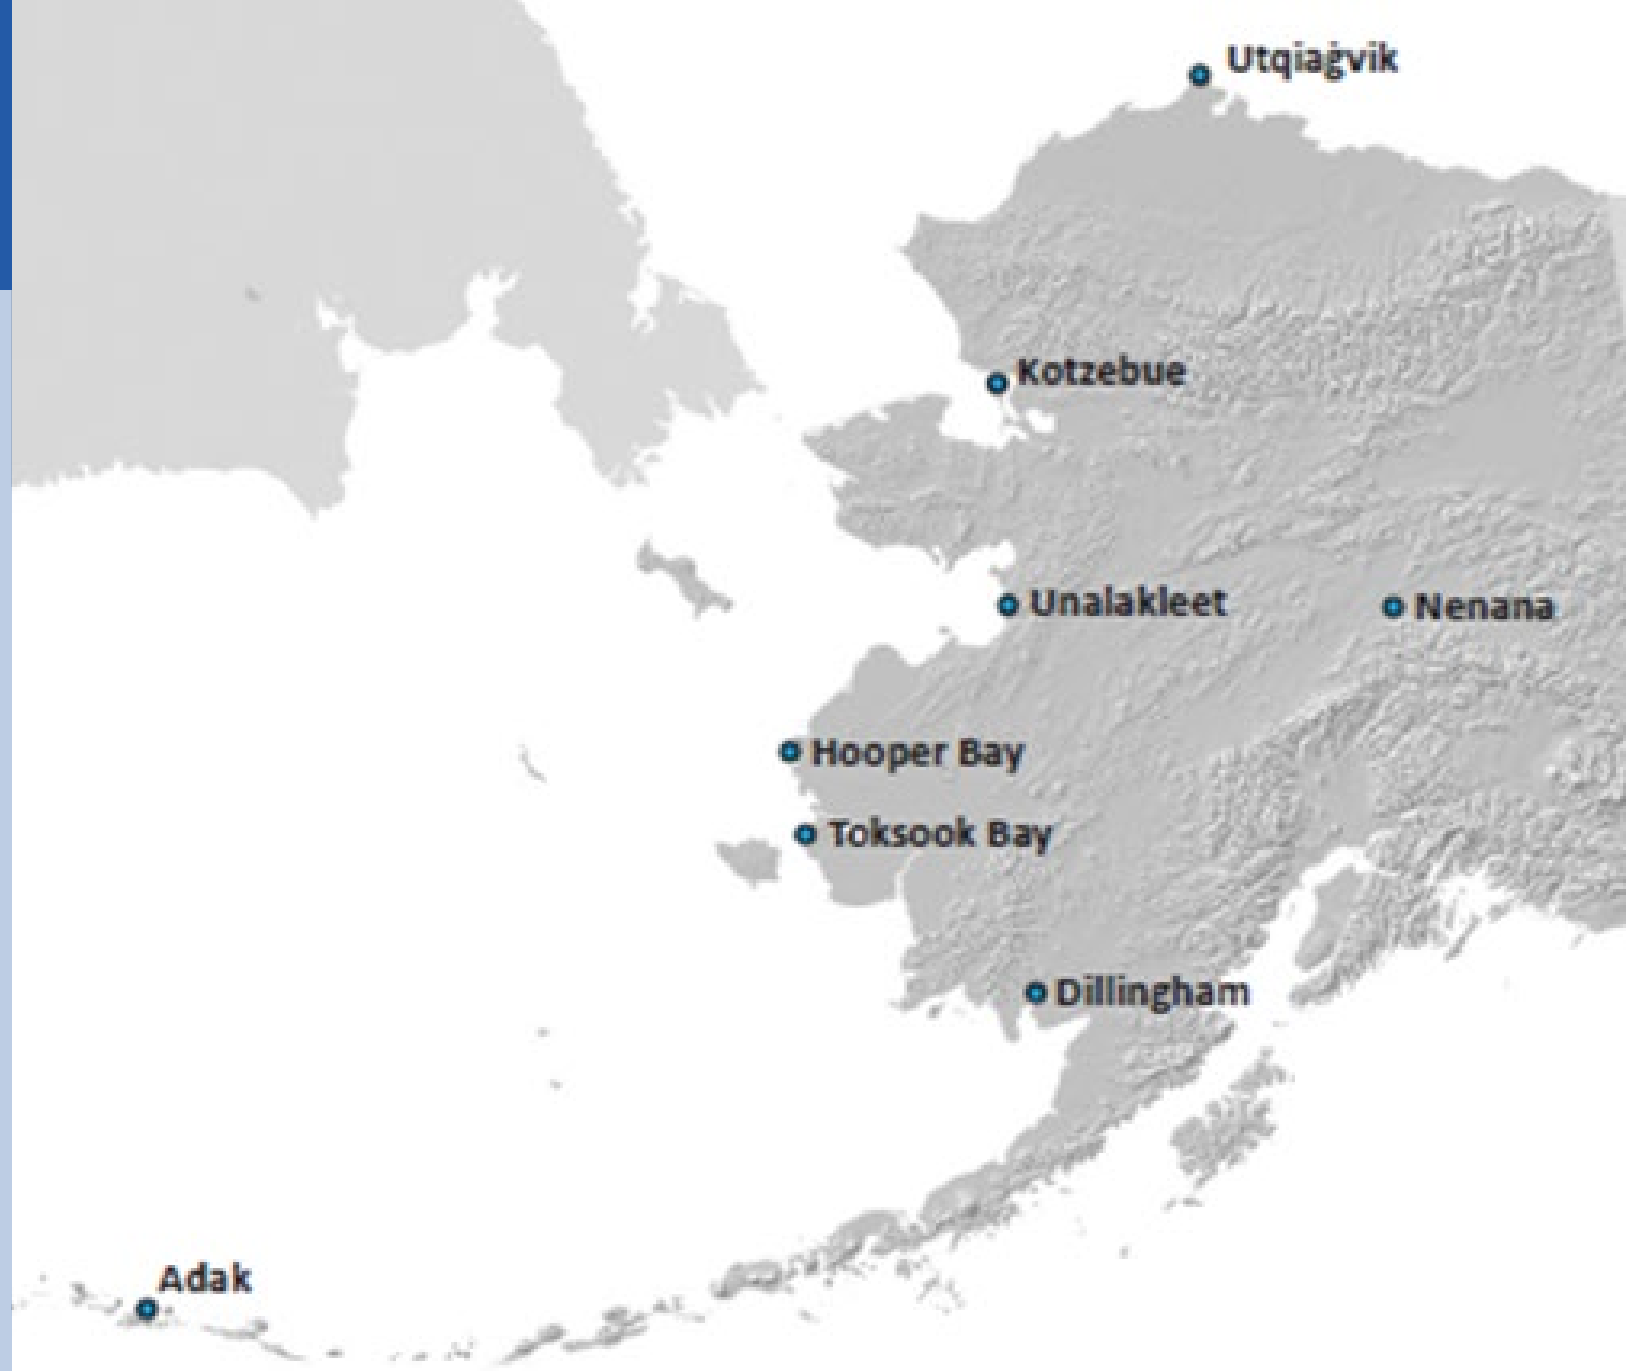 Utqiaġvik
Kotzebue
Unalakleet
Nenana
Hooper Bay
Toksook Bay
Dillingham
Adak